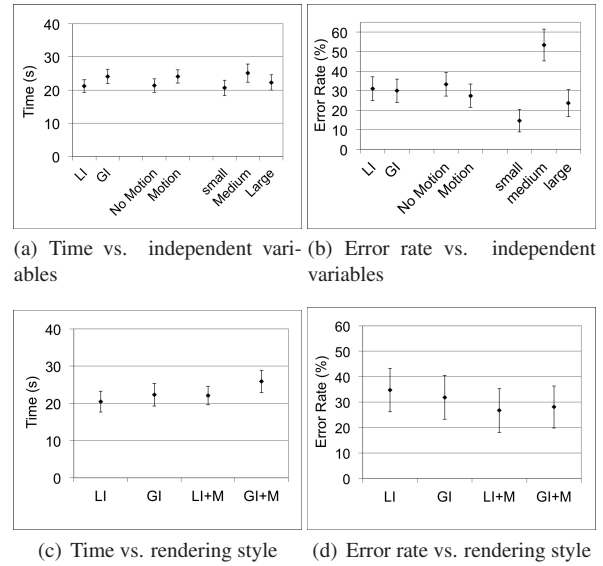 40
30
20
10
0
Time (s)
LI
GI
No Motion
Motion
small
Medium
Large
60
50
40
30
20
10
0
Error Rate (%)
LI
GI
No Motion
Motion
small
medium
large
(a) Time vs. independent vari-
ables
(b) Error rate vs. independent
variables
40
30
20
10
0
Time (s)
LI
GI
LI+M
GI+M
60
50
40
30
20
10
0
Error Rate (%)
LI
GI
LI+M
GI+M
(c) Time vs. rendering style
(d) Error rate vs. rendering style